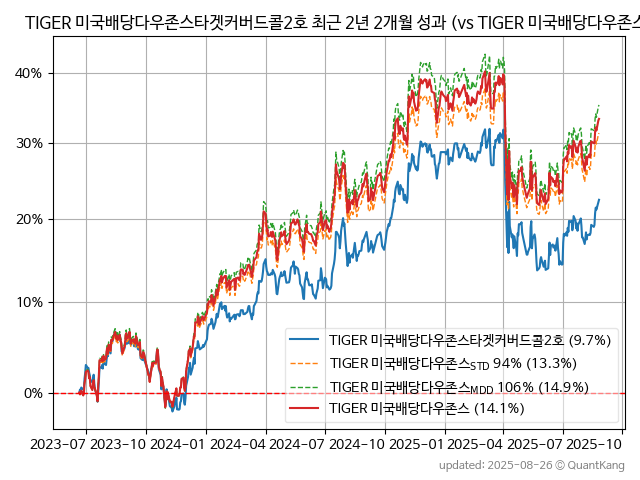 TIGER 미국배당다우존스타겟커버드콜2호 최근 2년 2개월 성과 (vs TIGER 미국배당다우존스
40%
30%
20%
10%
0%
TIGER 미국배당다우존스타겟커버드콜2호 (9.7%)
TIGER 미국배당다우존스STD 94% (13.3%)
TIGER 미국배당다우존스MDD 106% (14.9%)
TIGER 미국배당다우존스 (14.1%)
2023-07 2023-10 2024-01 2024-04 2024-07 2024-10 2025-01 2025-04 2025-07 2025-10
updated: 2025-08-26 © QuantKang